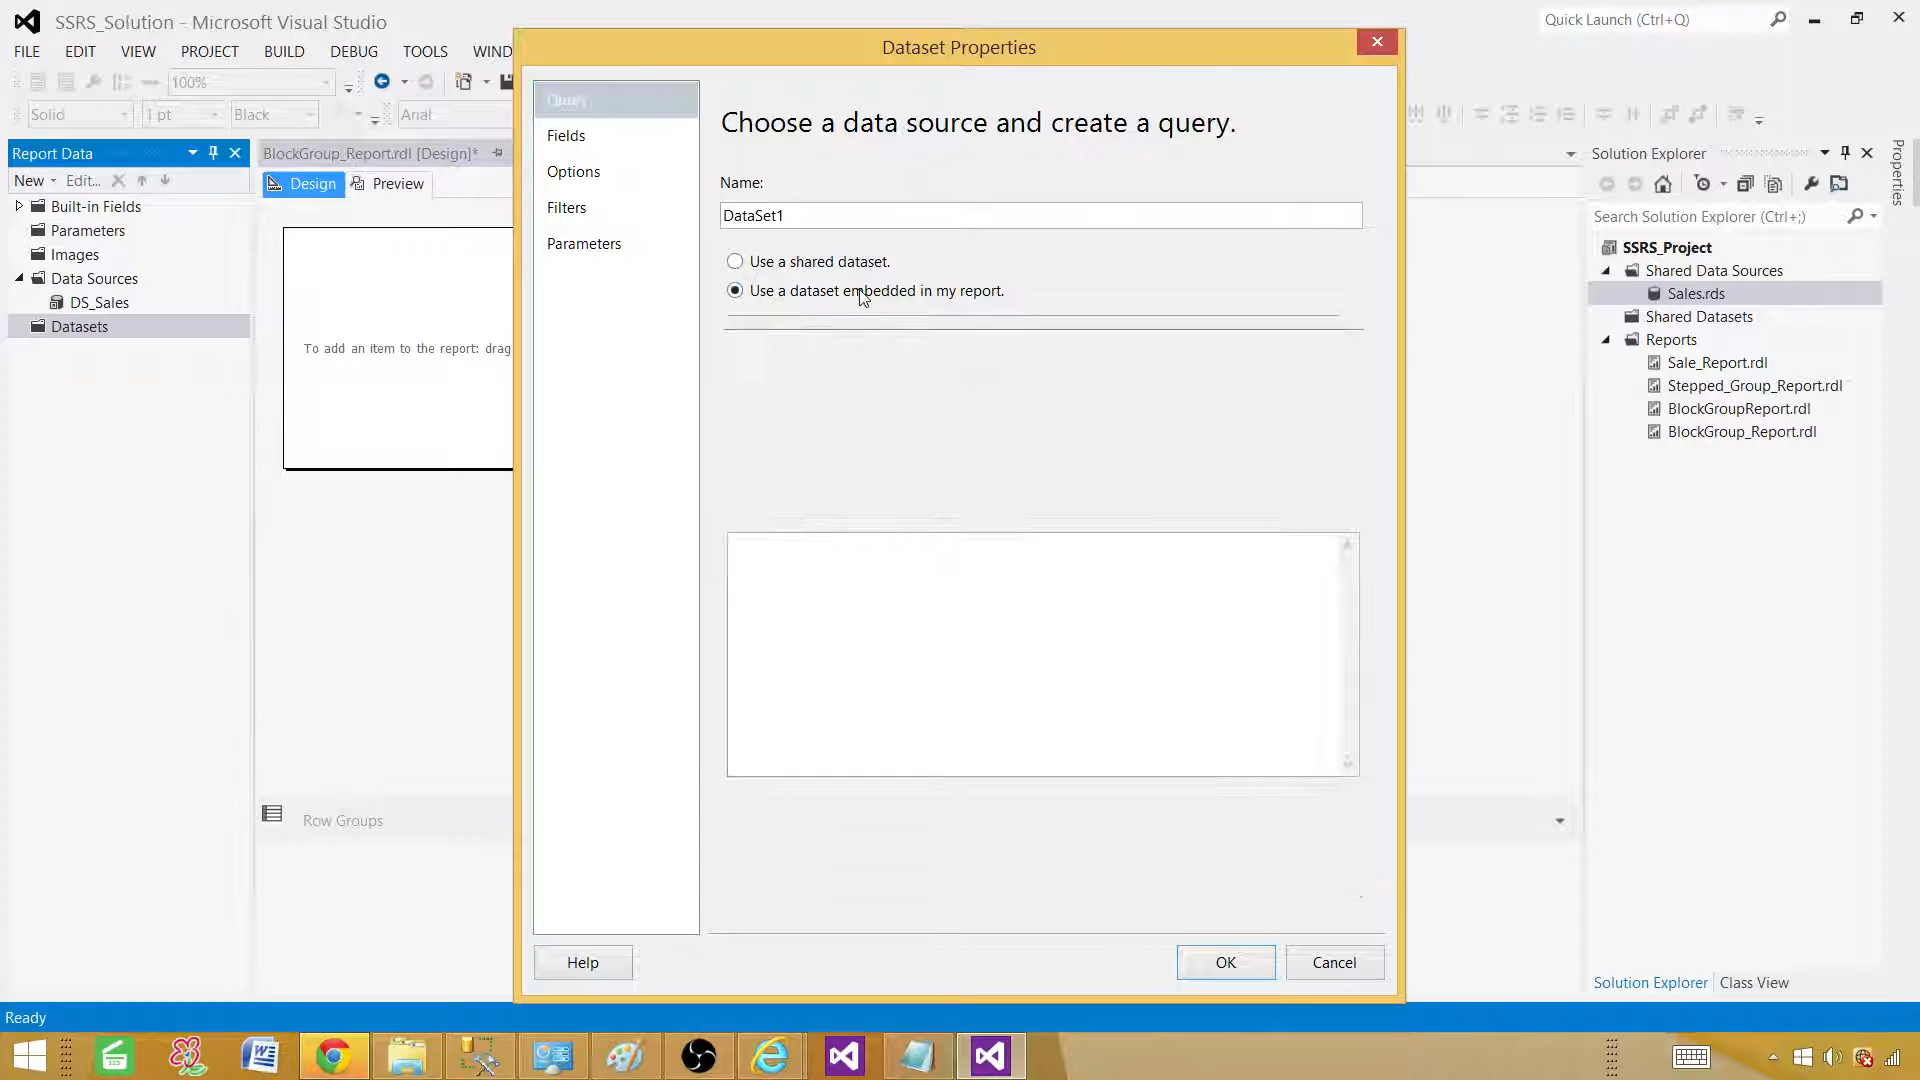 SSRS_Solution - Microsoft Visual Studio
Quick Launch (Ctrl+Q)
FILE EDIT VIEW PROJECT BUILD DEBUG TOOLS WIND
100%
Solid 1 pt Black Arial
Report Data
New Edit...
Built-in Fields
Parameters
Images
Data Sources
DS_Sales
Datasets
BlockGroup_Report.rdl [Design]*
Design Preview
To add an item to the report: drag
Row Groups
Dataset Properties
Query
Fields
Options
Filters
Parameters
Choose a data source and create a query.
Name:
DataSet1
Use a shared dataset.
Use a dataset embedded in my report.
Help OK Cancel
Solution Explorer
Search Solution Explorer (Ctrl+;)
SSRS_Project
Shared Data Sources
Sales.rds
Shared Datasets
Reports
Sale_Report.rdl
Stepped_Group_Report.rdl
BlockGroupReport.rdl
BlockGroup_Report.rdl
Solution Explorer Class View
Properties
Ready